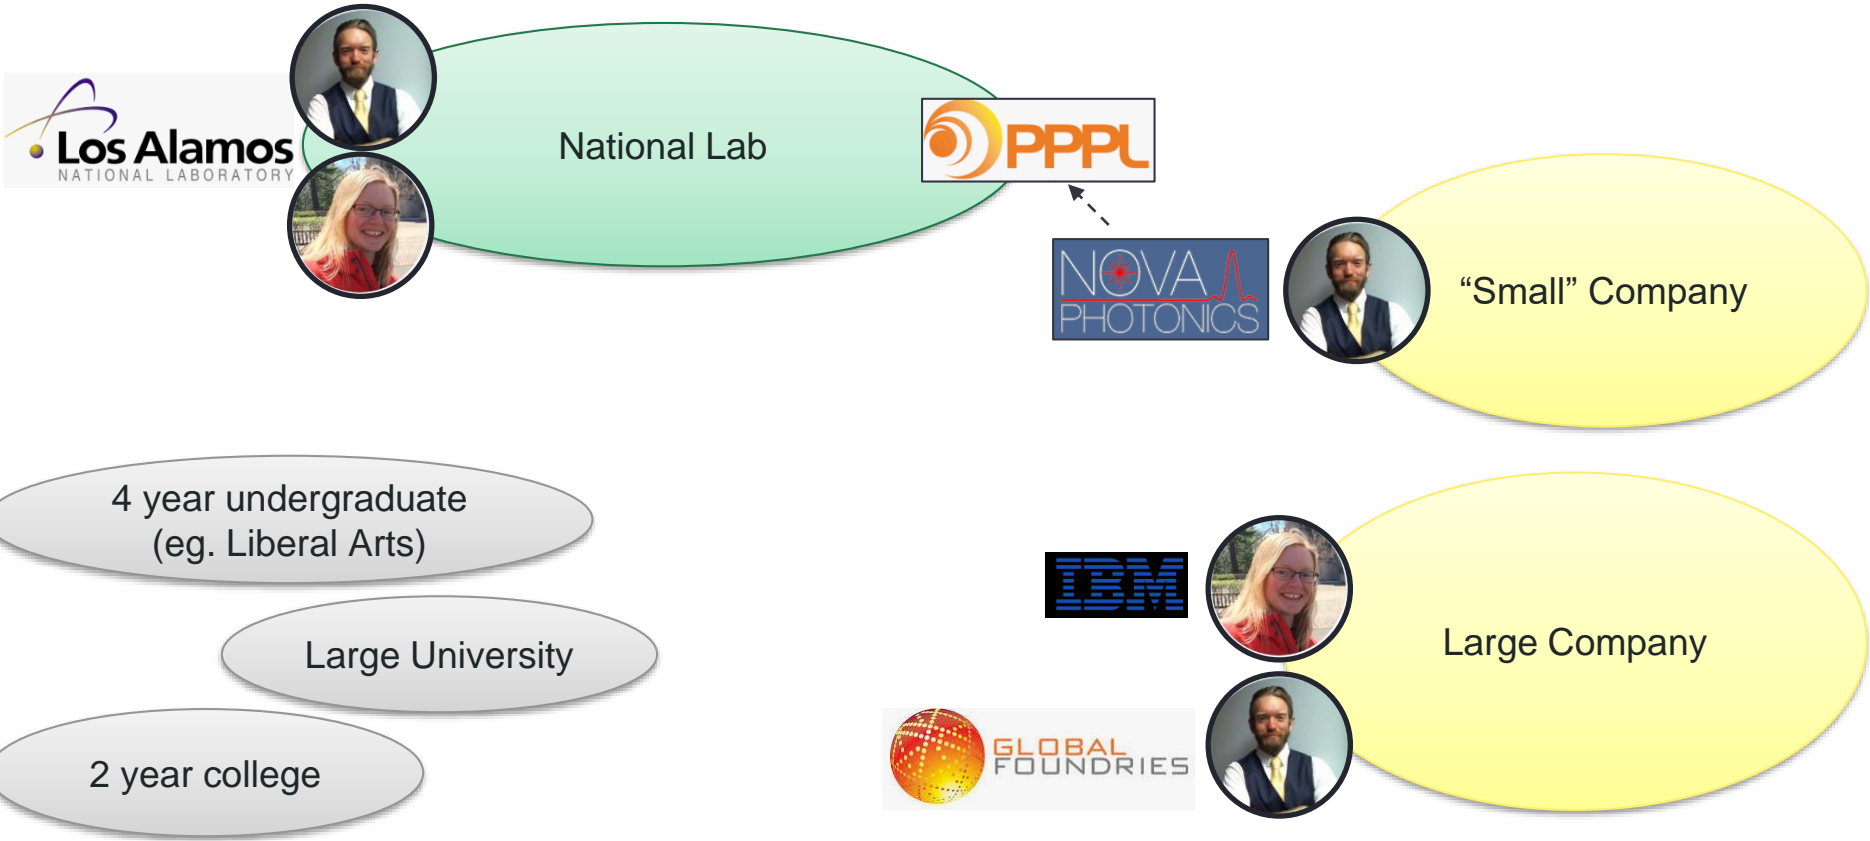 Los Alamos
NATIONAL LABORATORY
National Lab
PPPL
NOVA
PHOTONICS
“Small” Company
4 year undergraduate
(eg. Liberal Arts)
Large University
2 year college
IBM
Large Company
GLOBAL
FOUNDRIES